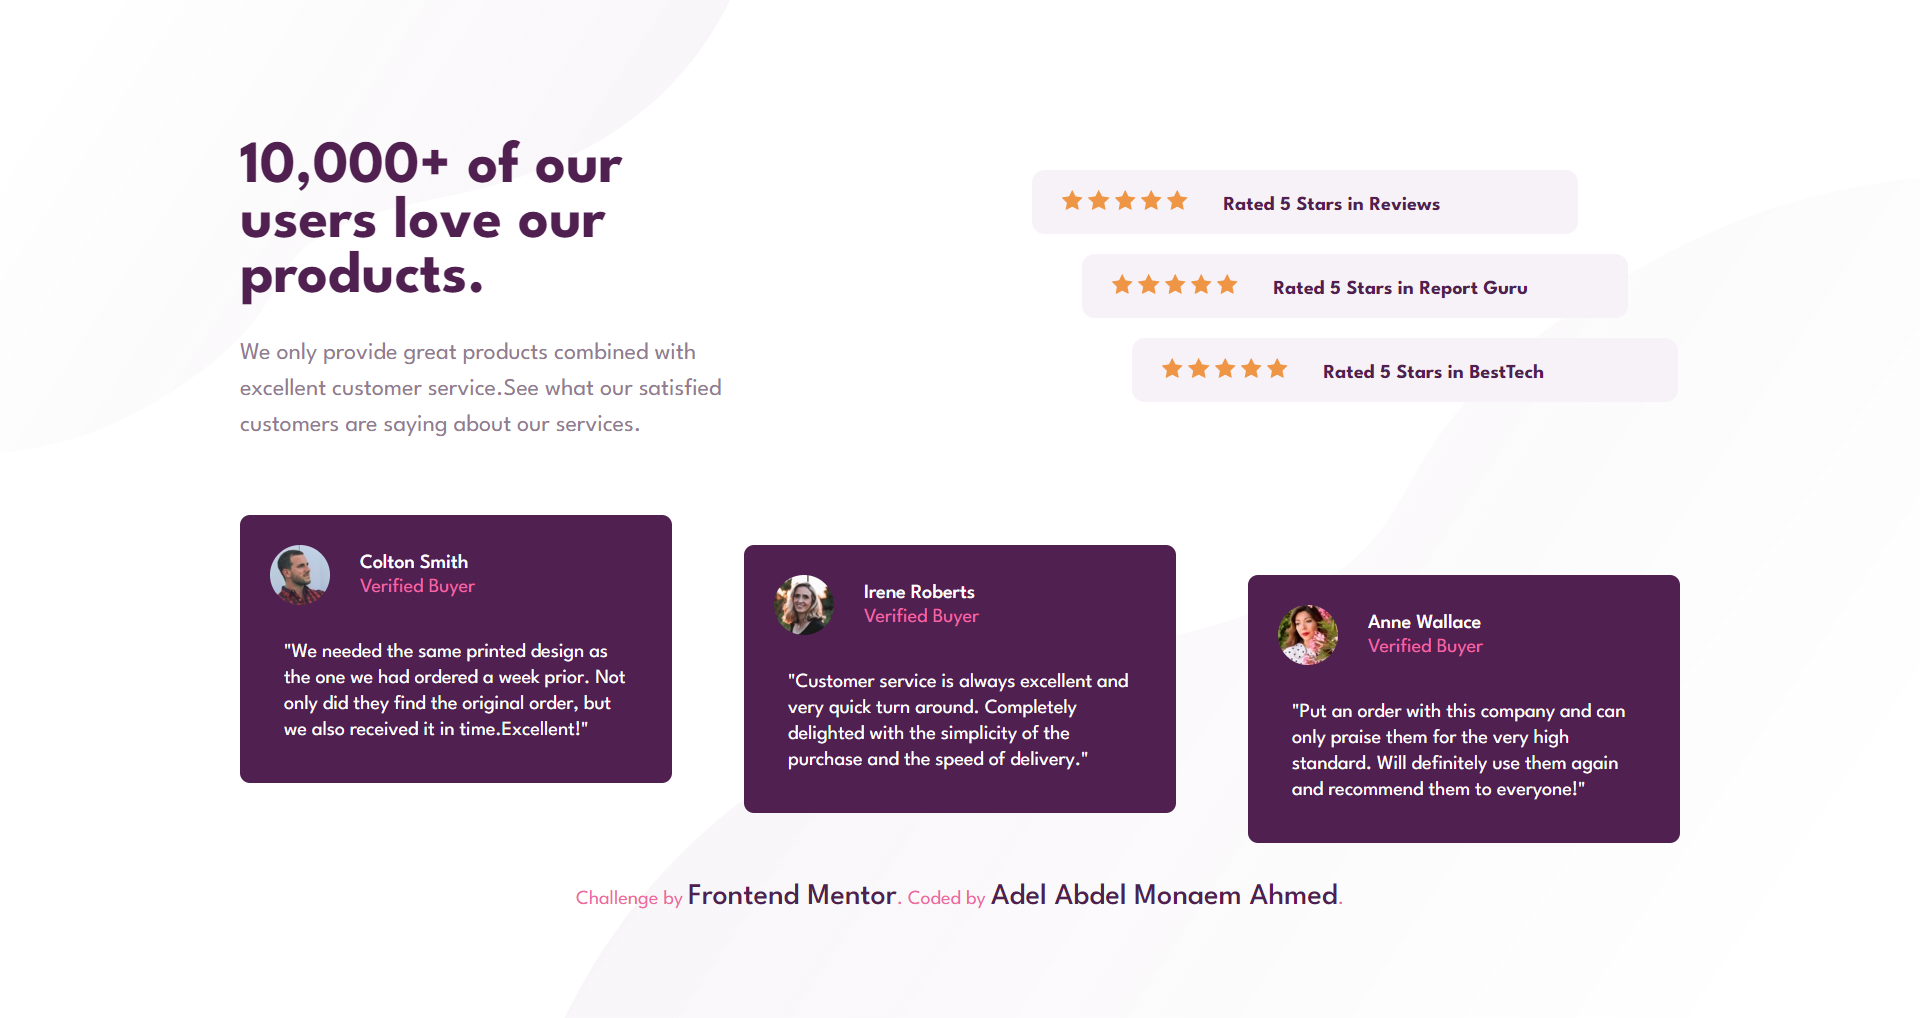 10,000+ of our
users love our
products.
We only provide great products combined with
excellent customer service.See what our satisfied
customers are saying about our services.
Rated 5 Stars in Reviews
Rated 5 Stars in Report Guru
Rated 5 Stars in BestTech
Colton Smith
Verified Buyer
"We needed the same printed design as
the one we had ordered a week prior. Not
only did they find the original order, but
we also received it in time.Excellent!"
Irene Roberts
Verified Buyer
"Customer service is always excellent and
very quick turn around. Completely
delighted with the simplicity of the
purchase and the speed of delivery."
Anne Wallace
Verified Buyer
"Put an order with this company and can
only praise them for the very high
standard. Will definitely use them again
and recommend them to everyone!"
Challenge by Frontend Mentor. Coded by Adel Abdel Monaem Ahmed.